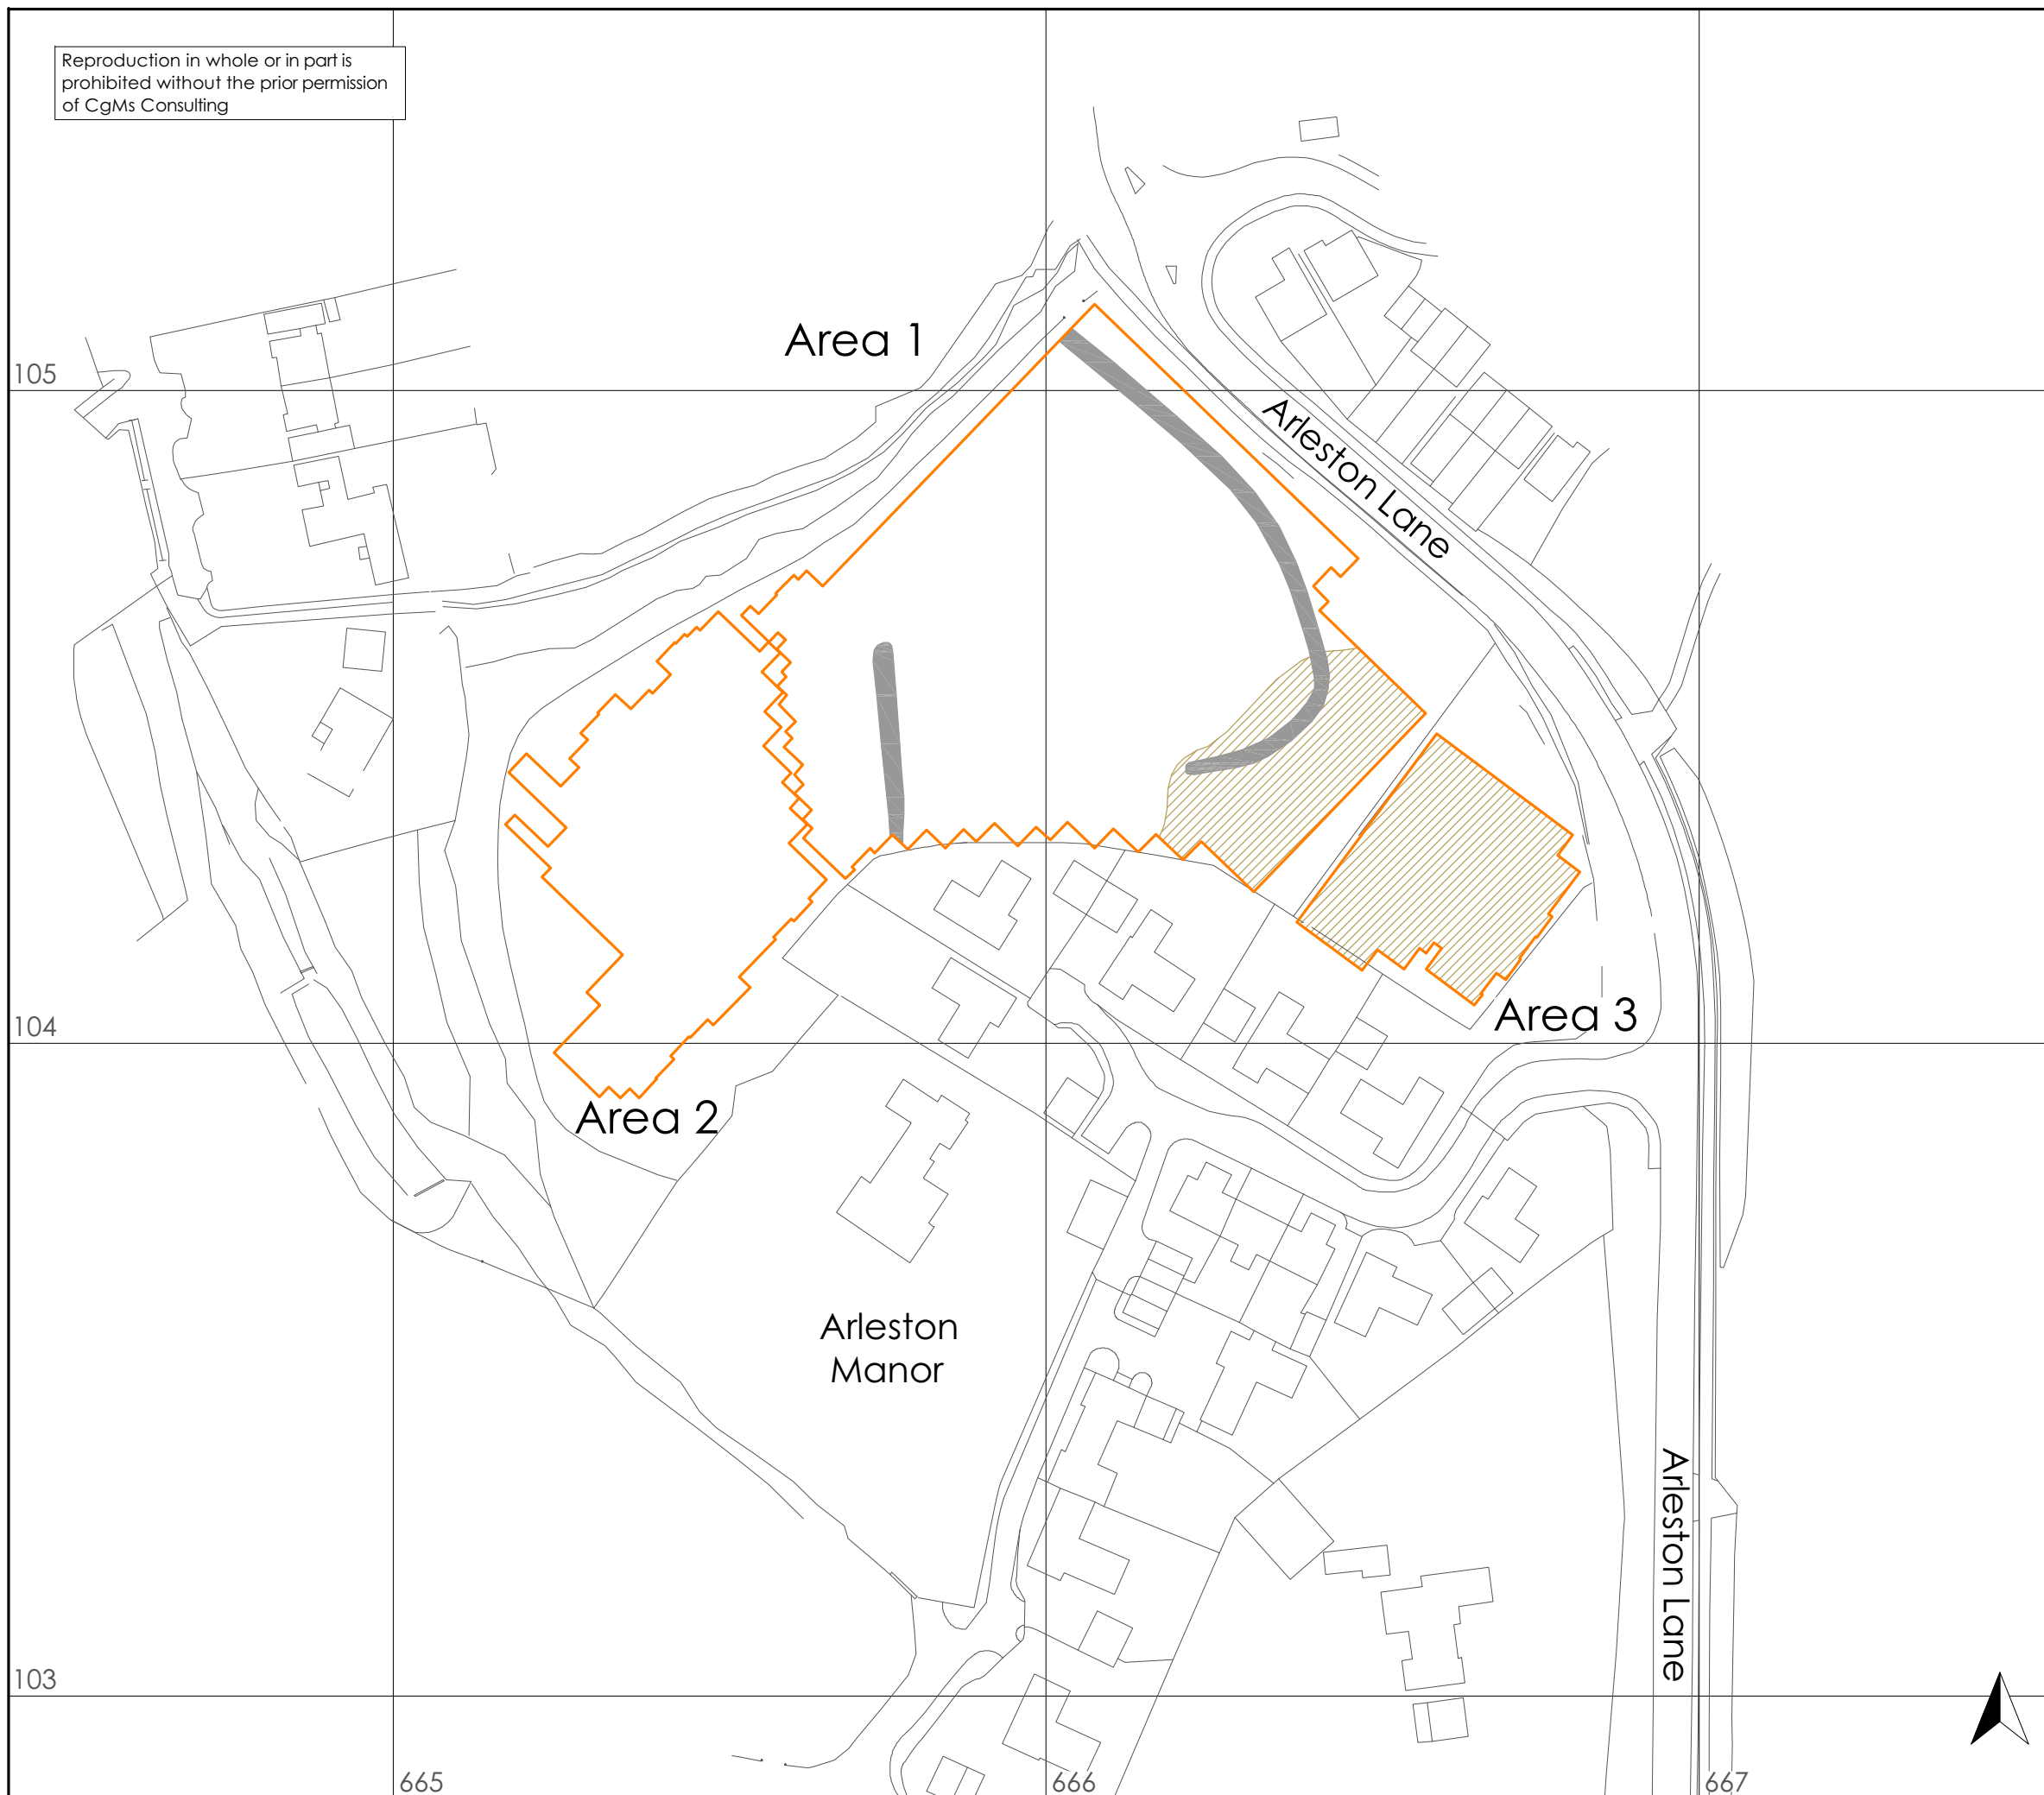 Reproduction in whole or in part is
prohibited without the prior permission
of CgMs Consulting
Area 1
105
Arleston Lane
Area 3
104
Area 2
Arleston
Manor
Arleston Lane
103
665
666
667